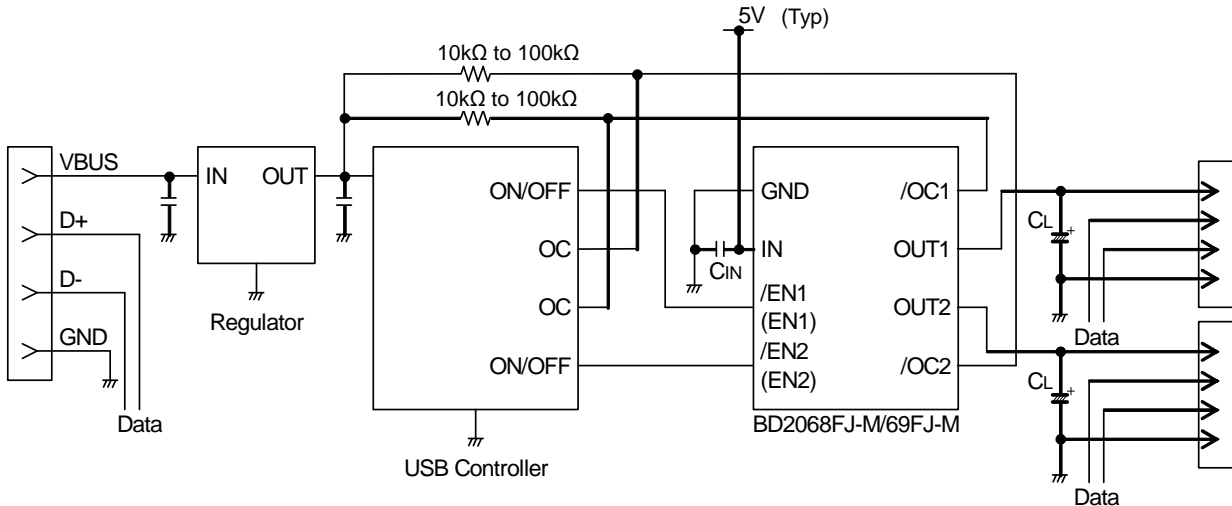 5V (Typ)
10kΩ to 100kΩ
10kΩ to 100kΩ
VBUS
D+
D-
GND
Data
IN OUT
Regulator
ON/OFF
OC
OC
ON/OFF
USB Controller
CIN
GND
IN
/EN1
(EN1)
/EN2
(EN2)
/OC1
OUT1
OUT2
/OC2
BD2068FJ-M/69FJ-M
CL
+
Data
CL
+
Data